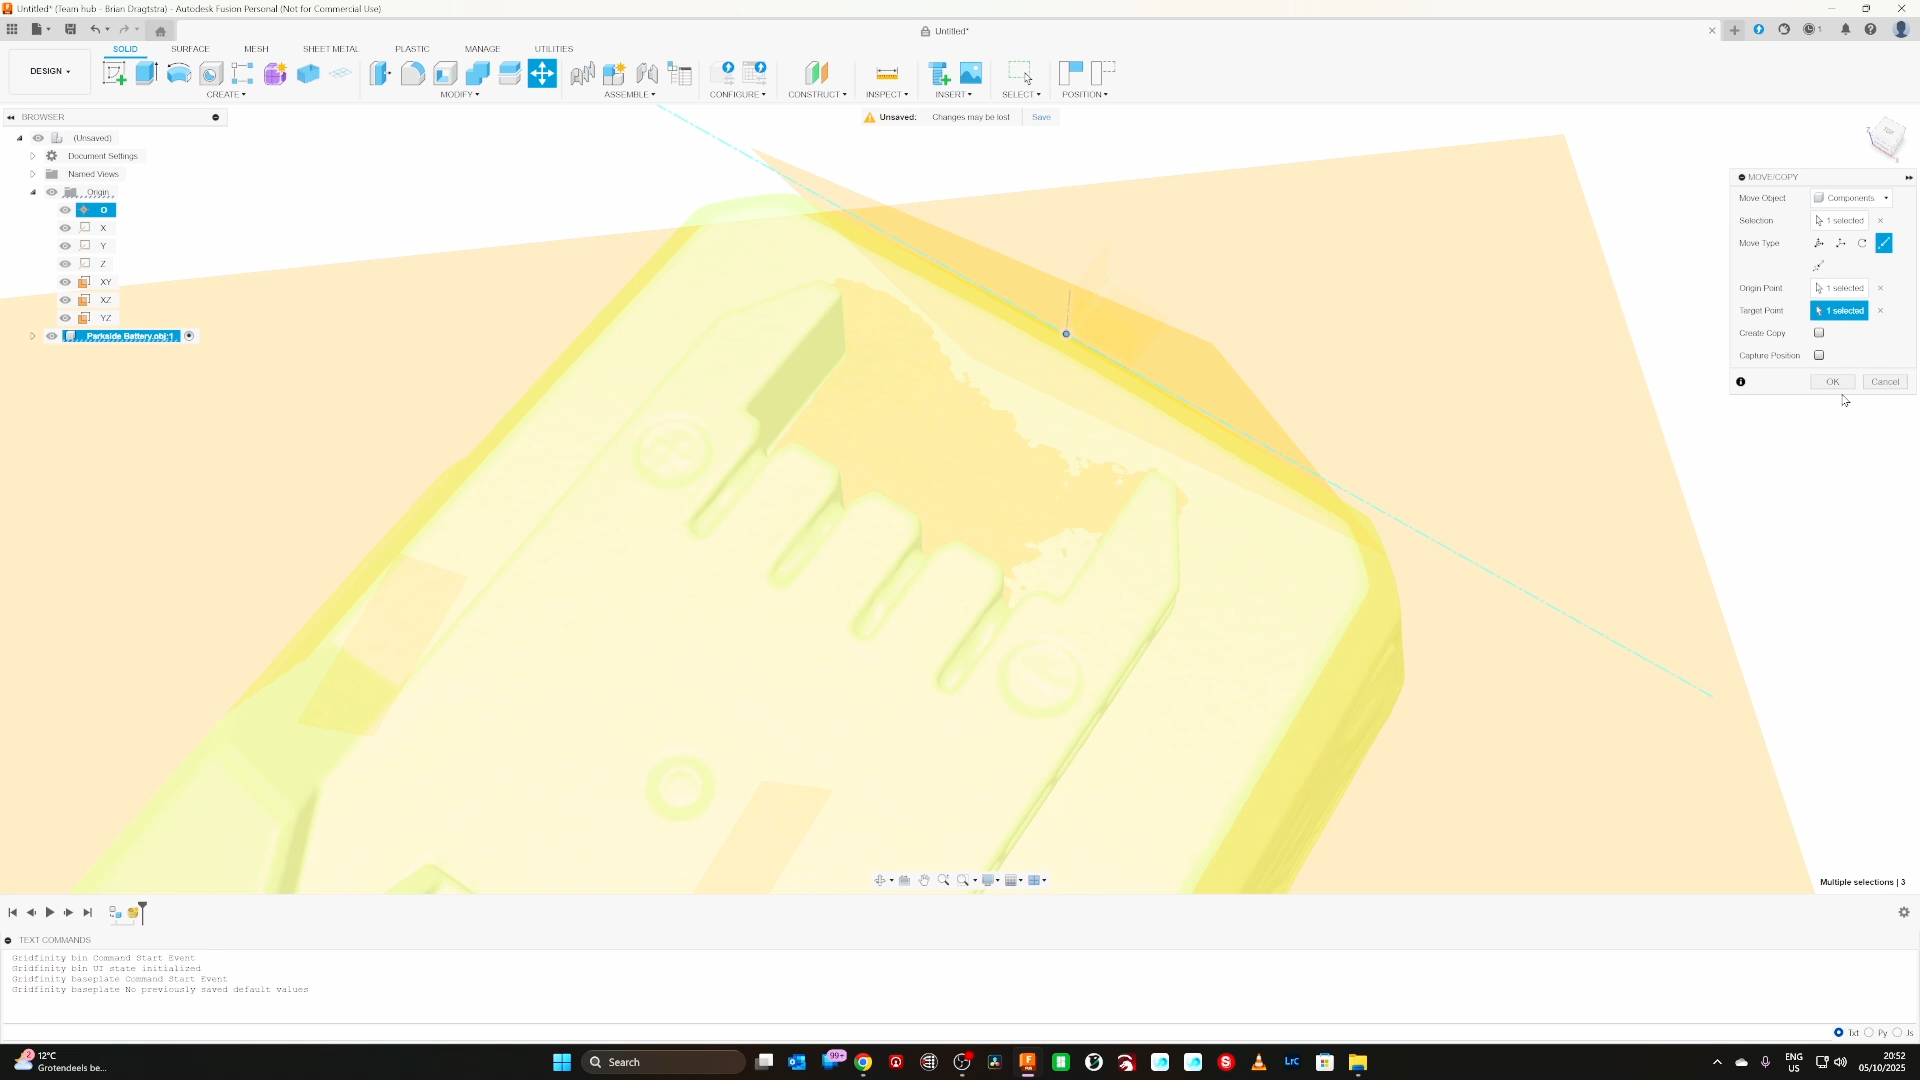 Untitled* (Team hub - Brian Dragtstra) - Autodesk Fusion Personal (Not for Commercial Use)
Untitled*
1
SOLID SURFACE MESH SHEET METAL PLASTIC MANAGE UTILITIES
DESIGN
CREATE MODIFY ASSEMBLE CONFIGURE CONSTRUCT INSPECT INSERT SELECT POSITION
BROWSER
Unsaved: Changes may be lost Save
(Unsaved)
Document Settings
Named Views
Origin
O
X
Y
Z
XY
XZ
YZ
Parkside Battery.obj:1
TOP
Z
X
MOVE/COPY
Move Object Components
Selection 1 selected
Move Type
Origin Point 1 selected
Target Point 1 selected
Create Copy
Capture Position
OK Cancel
Multiple selections | 3
TEXT COMMANDS
Gridfinity bin Command Start Event
Gridfinity bin UI state initialized
Gridfinity baseplate Command Start Event
Gridfinity baseplate No previously saved default values
Txt Py Js
2
12°C
Grotendeels be...
Search
99+
LrC
ENG
US
20:52
05/10/2025